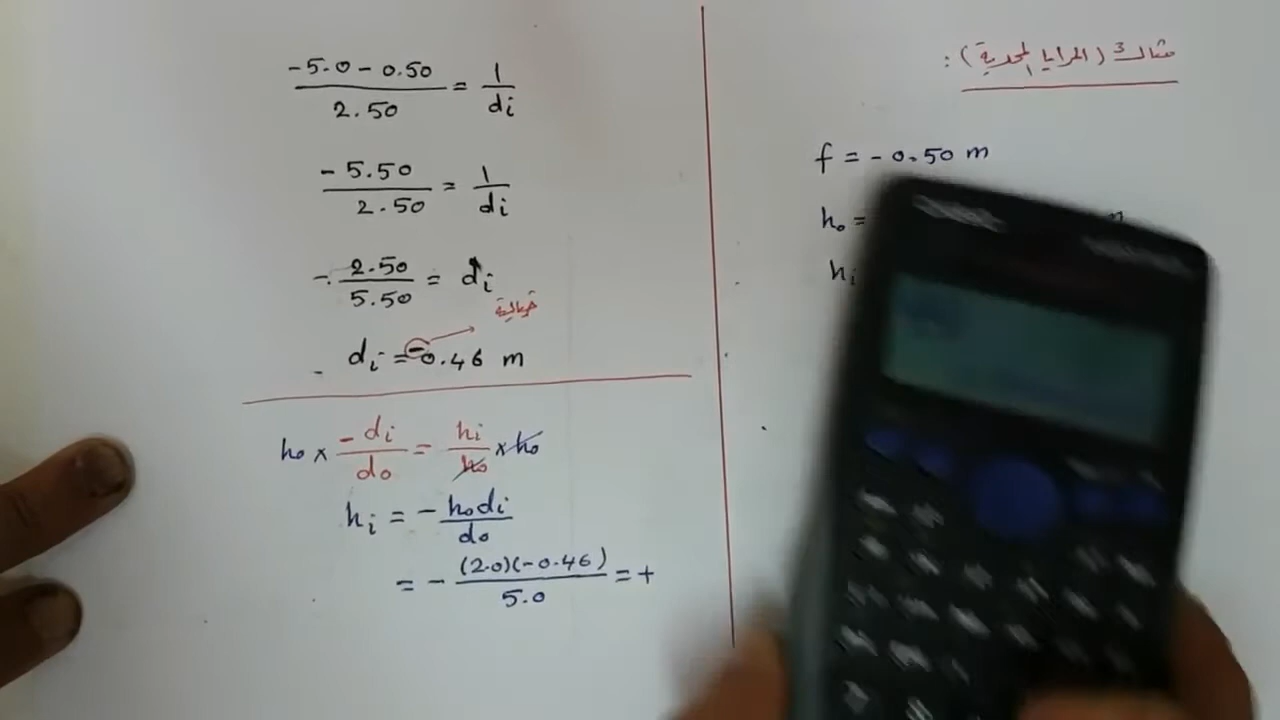 مثال 3 (المرايا المحدبة):
f = - 0.50 m
ho =
hi
-5.0 - 0.50 / 2.50 = 1 / di
- 5.50 / 2.50 = 1 / di
- 2.50 / 5.50 = di
خيالية
di = -0.46 m
ho × - di / do = hi / ho × ho
hi = - ho di / do
= - (2.0)(-0.46) / 5.0 = +